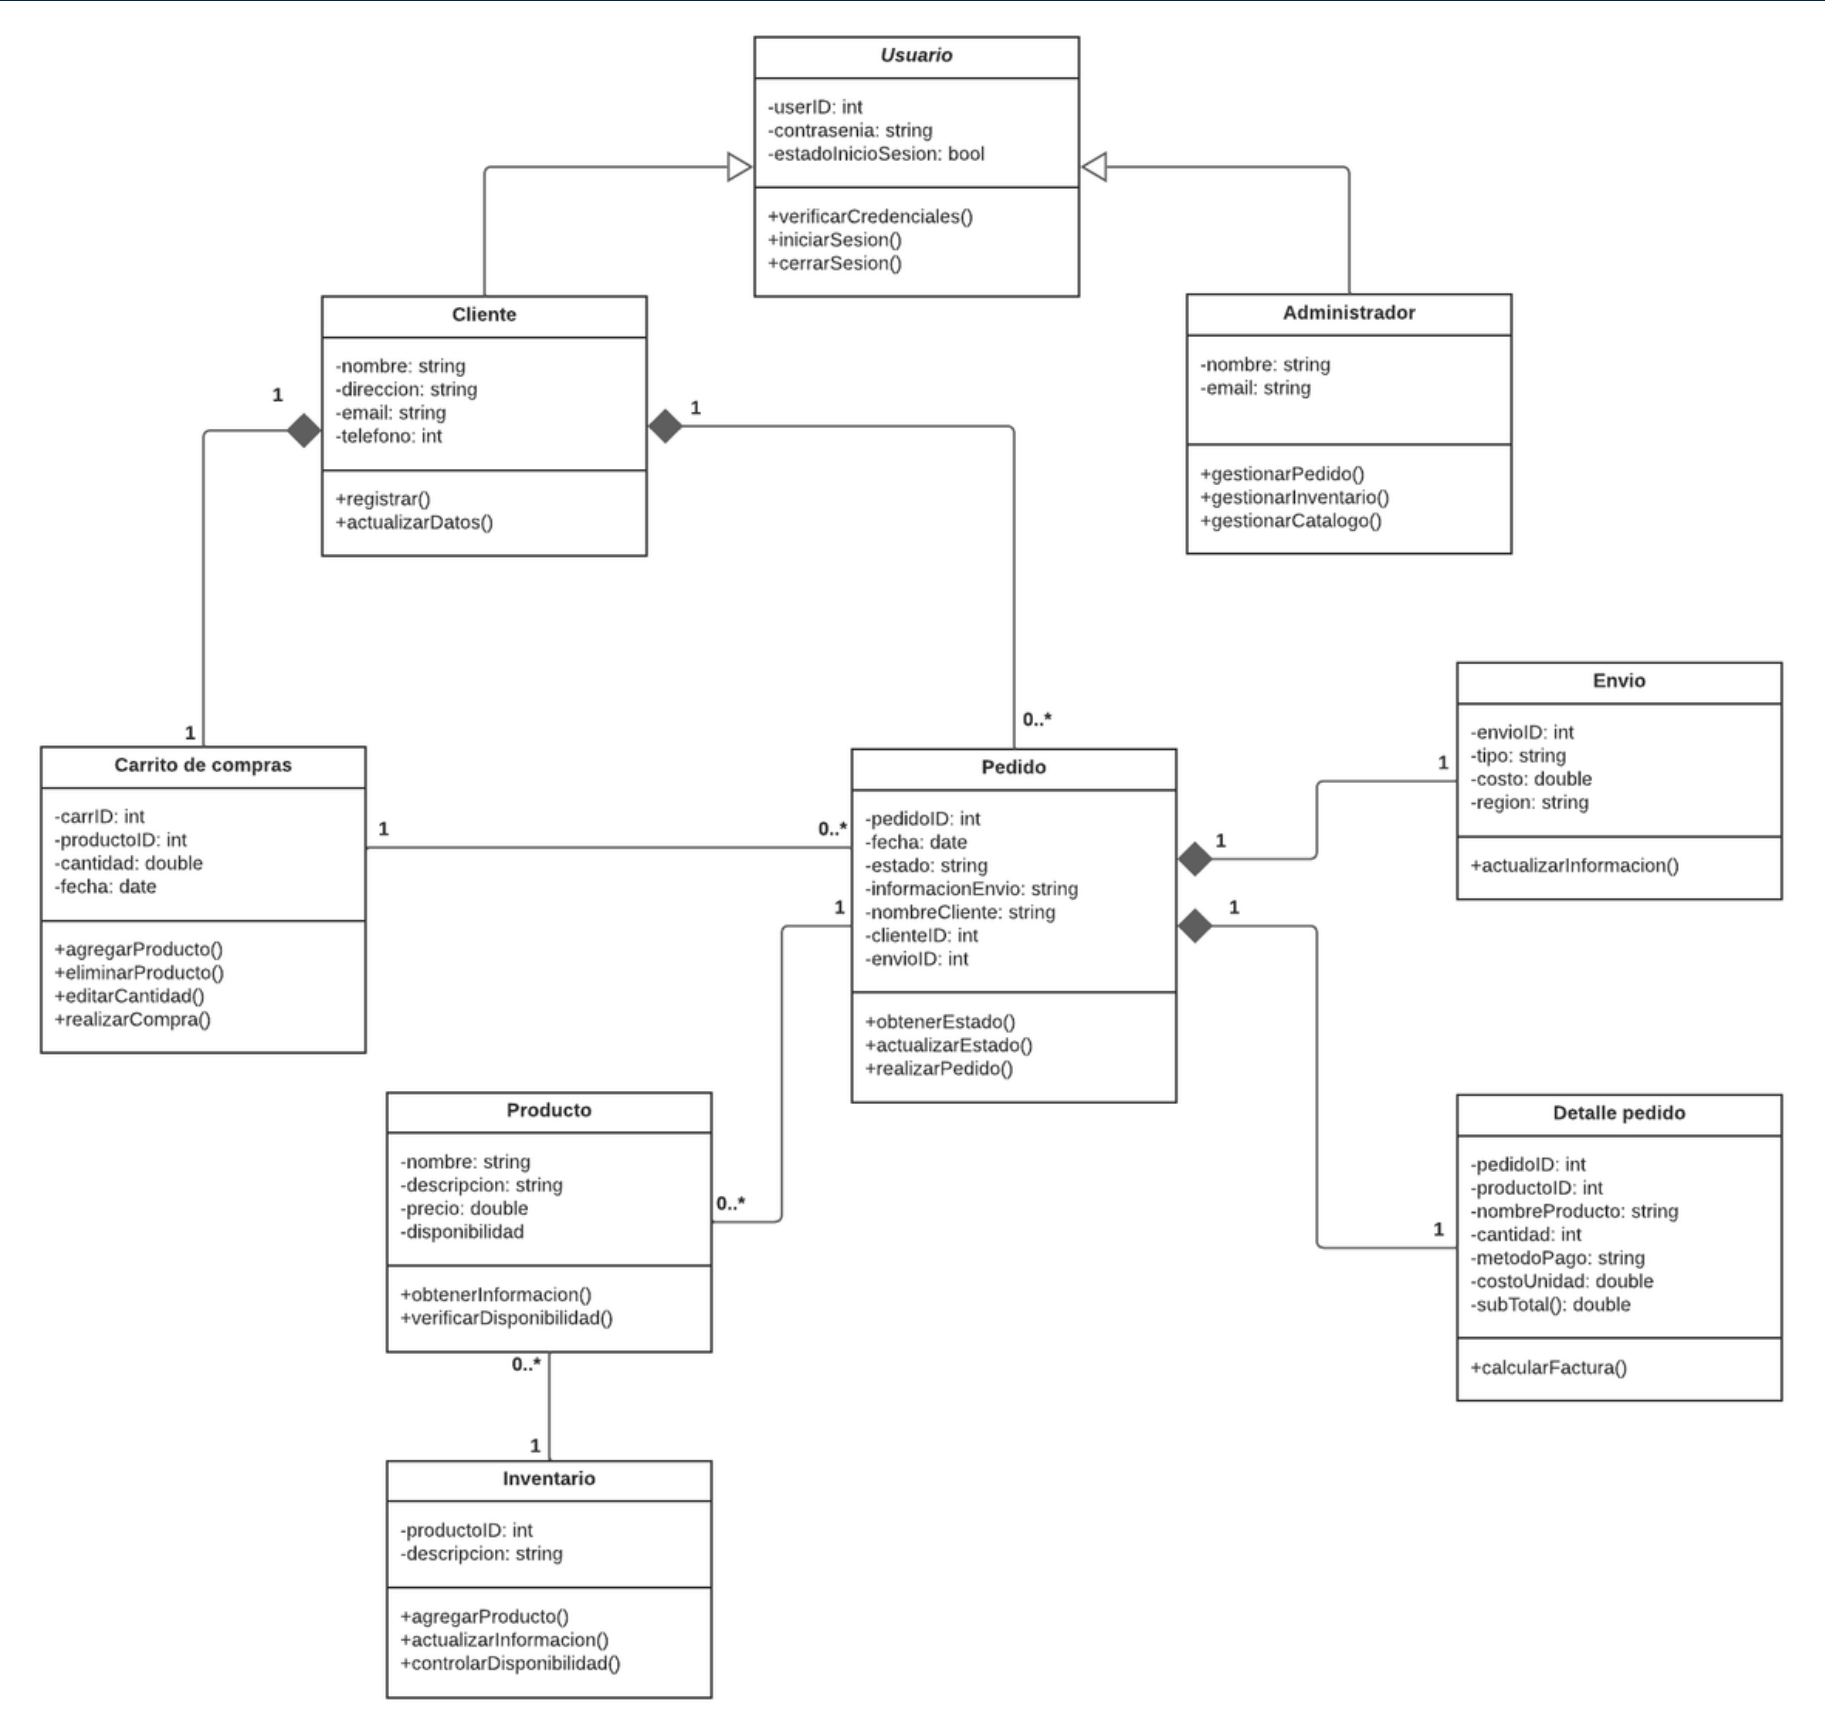 Usuario
-userID: int
-contrasenia: string
-estadoInicioSesion: bool
+verificarCredenciales()
+iniciarSesion()
+cerrarSesion()
Cliente
-nombre: string
-direccion: string
-email: string
-telefono: int
+registrar()
+actualizarDatos()
Administrador
-nombre: string
-email: string
+gestionarPedido()
+gestionarInventario()
+gestionarCatalogo()
1
1
1
0..*
Carrito de compras
-carrID: int
-productoID: int
-cantidad: double
-fecha: date
+agregarProducto()
+eliminarProducto()
+editarCantidad()
+realizarCompra()
1
0..*
1
Pedido
-pedidoID: int
-fecha: date
-estado: string
-informacionEnvio: string
-nombreCliente: string
-clienteID: int
-envioID: int
+obtenerEstado()
+actualizarEstado()
+realizarPedido()
1
1
1
Envio
-envioID: int
-tipo: string
-costo: double
-region: string
+actualizarInformacion()
Producto
-nombre: string
-descripcion: string
-precio: double
-disponibilidad
+obtenerInformacion()
+verificarDisponibilidad()
0..*
1
Detalle pedido
-pedidoID: int
-productoID: int
-nombreProducto: string
-cantidad: int
-metodoPago: string
-costoUnidad: double
-subTotal(): double
+calcularFactura()
0..*
1
Inventario
-productoID: int
-descripcion: string
+agregarProducto()
+actualizarInformacion()
+controlarDisponibilidad()